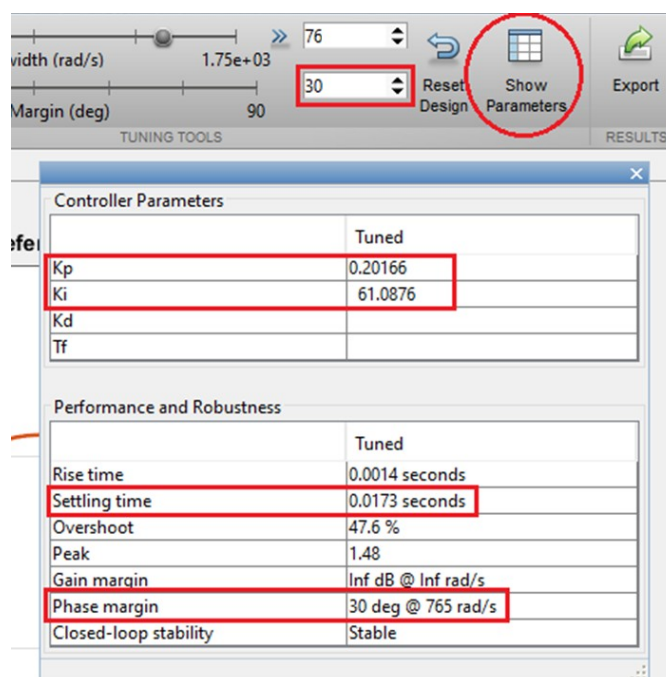 76
width (rad/s) 1.75e+03
30
Reset Design
Show Parameters
Export
Margin (deg) 90
TUNING TOOLS
RESULTS
Controller Parameters
efer
Tuned
Kp 0.20166
Ki 61.0876
Kd
Tf
Performance and Robustness
Tuned
Rise time 0.0014 seconds
Settling time 0.0173 seconds
Overshoot 47.6 %
Peak 1.48
Gain margin Inf dB @ Inf rad/s
Phase margin 30 deg @ 765 rad/s
Closed-loop stability Stable